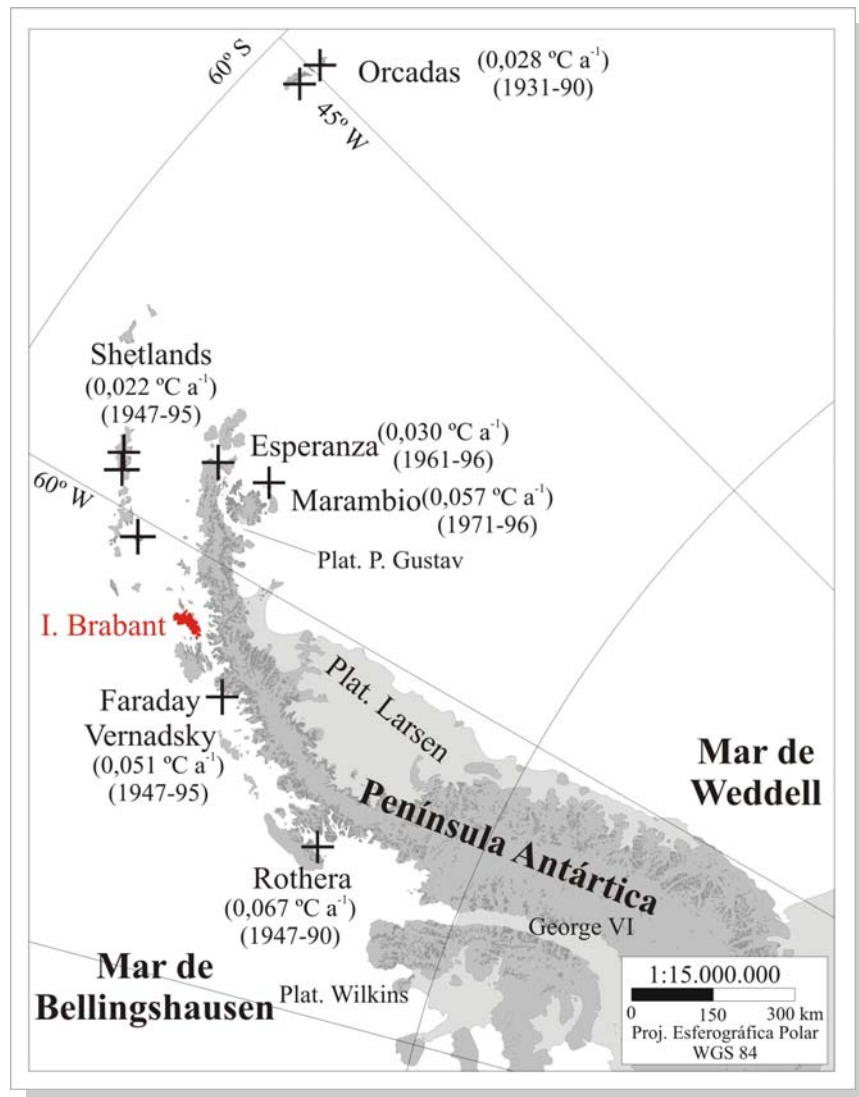 60º S
Orcadas (0,028 ºC a⁻¹)
(1931-90)
45º W
Shetlands
(0,022 ºC a⁻¹)
(1947-95)
Esperanza (0,030 ºC a⁻¹)
(1961-96)
60º W
Marambio (0,057 ºC a⁻¹)
(1971-96)
Plat. P. Gustav
I. Brabant
Plat. Larsen
Faraday
Vernadsky
(0,051 ºC a⁻¹)
(1947-95)
Mar de
Weddell
Península Antártica
Rothera
(0,067 ºC a⁻¹)
(1947-90)
George VI
Mar de
Bellingshausen
Plat. Wilkins
1:15.000.000
0 150 300 km
Proj. Esferográfica Polar
WGS 84